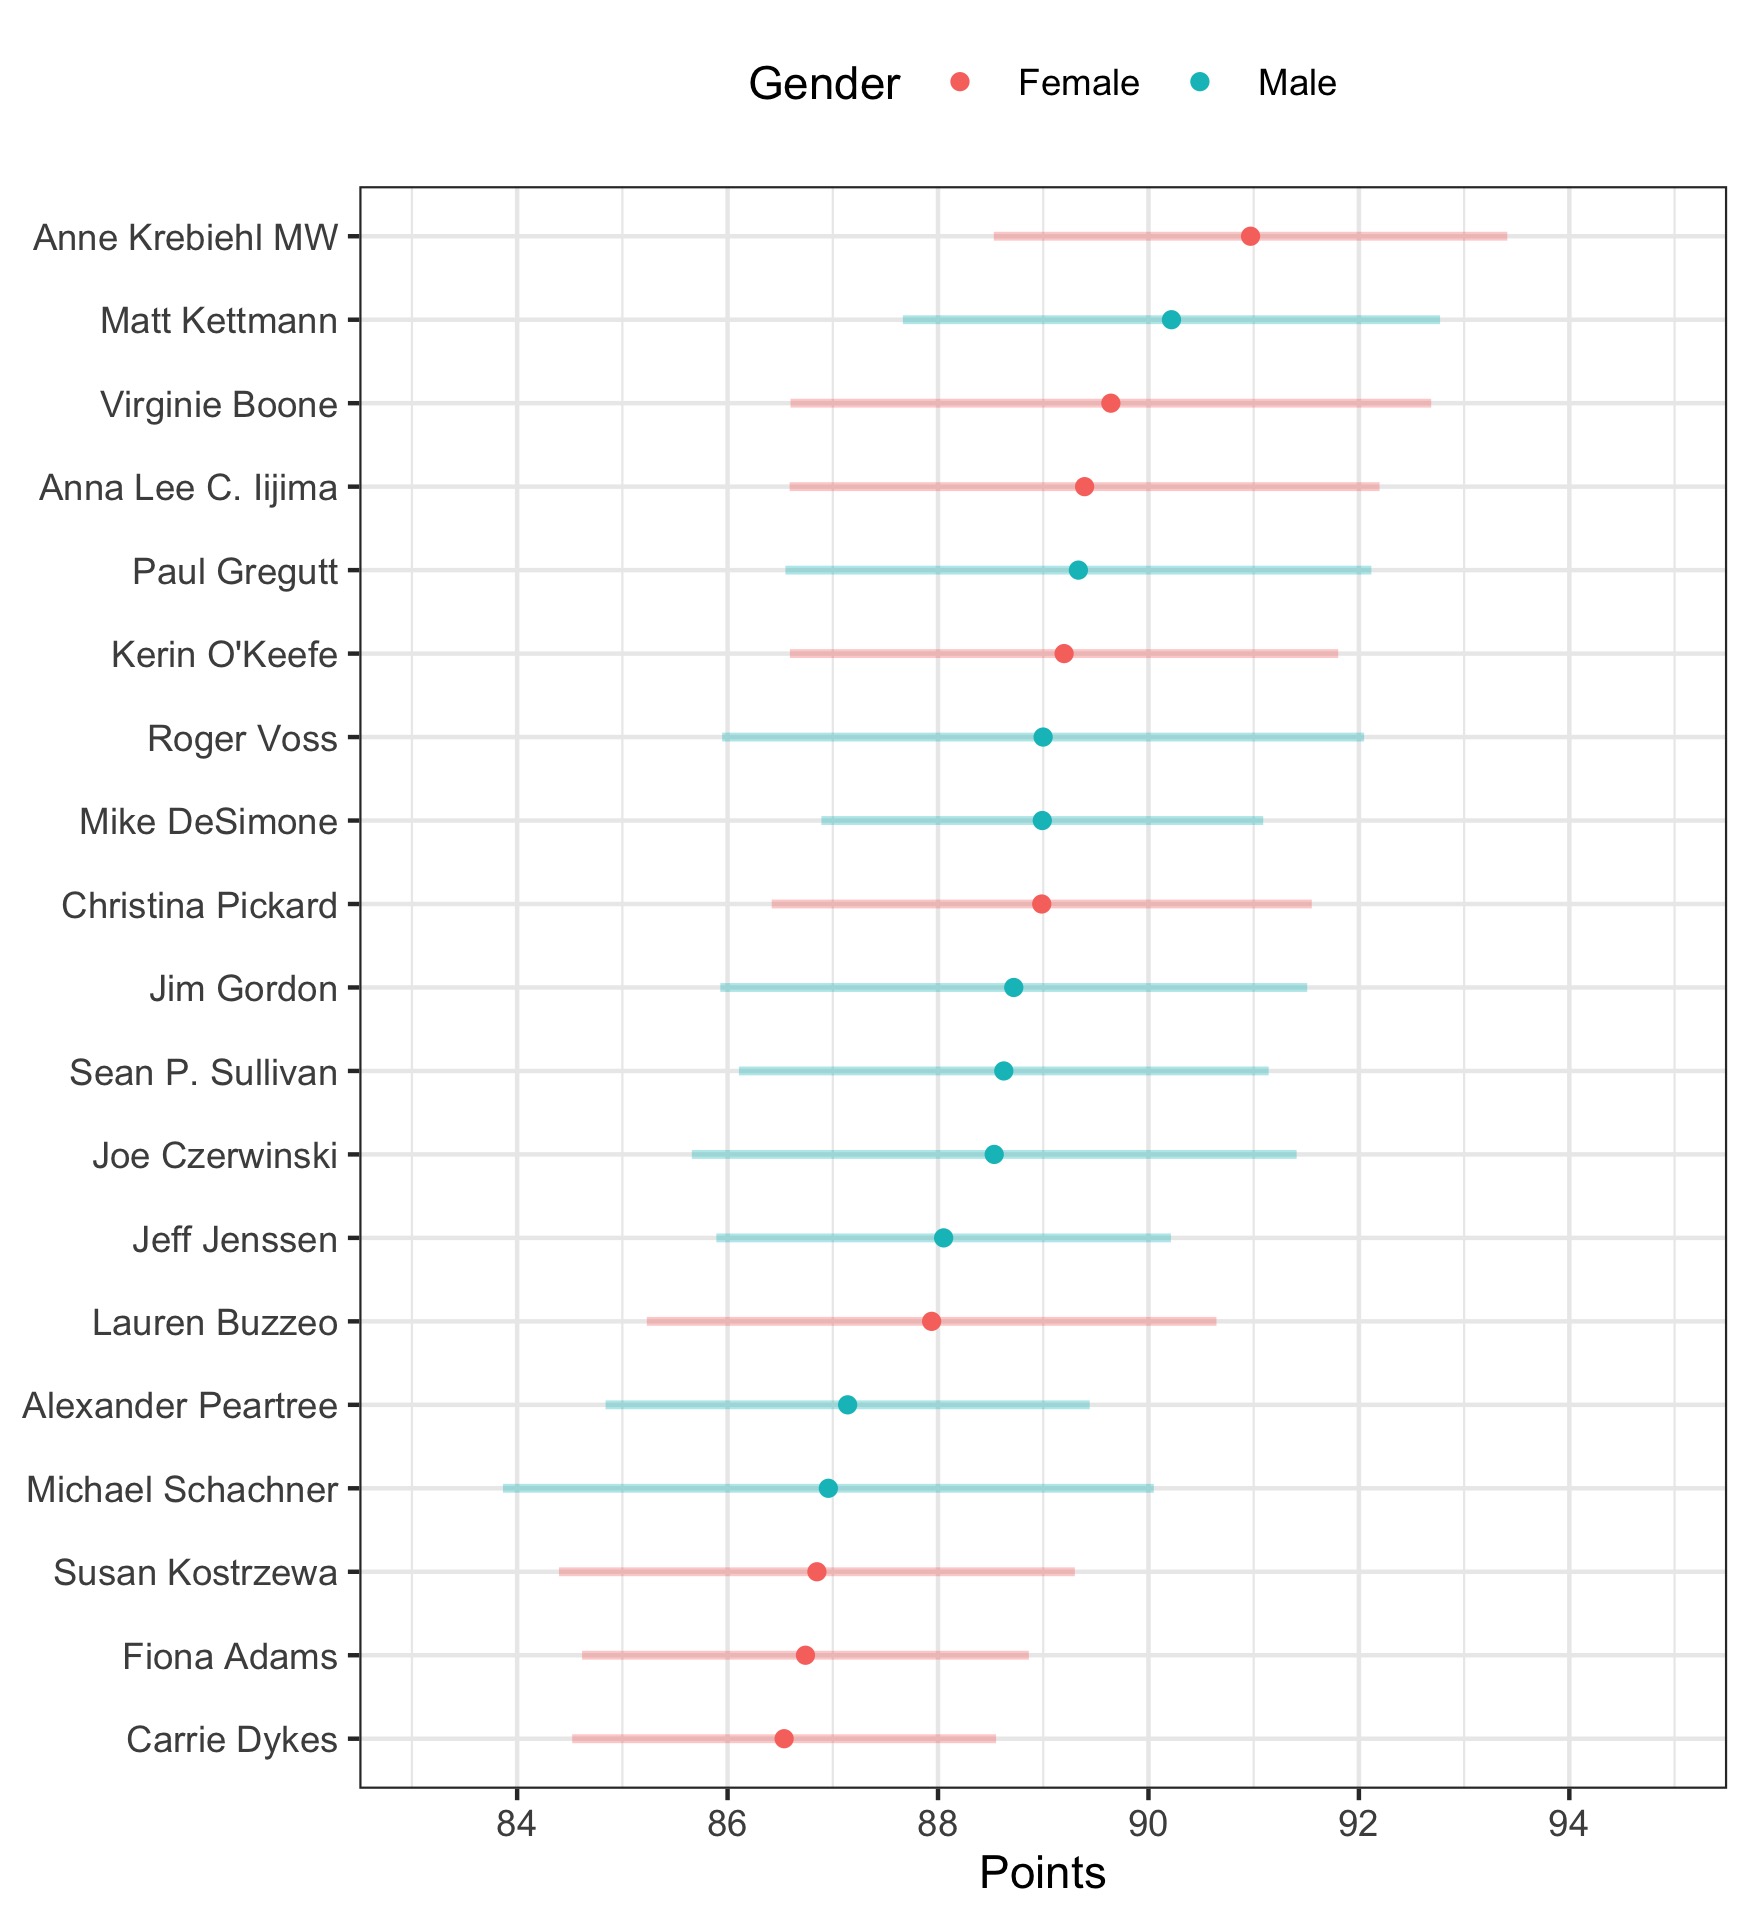 Gender Female Male
Anne Krebiehl MW
Matt Kettmann
Virginie Boone
Anna Lee C. Iijima
Paul Gregutt
Kerin O'Keefe
Roger Voss
Mike DeSimone
Christina Pickard
Jim Gordon
Sean P. Sullivan
Joe Czerwinski
Jeff Jenssen
Lauren Buzzeo
Alexander Peartree
Michael Schachner
Susan Kostrzewa
Fiona Adams
Carrie Dykes
84 86 88 90 92 94
Points